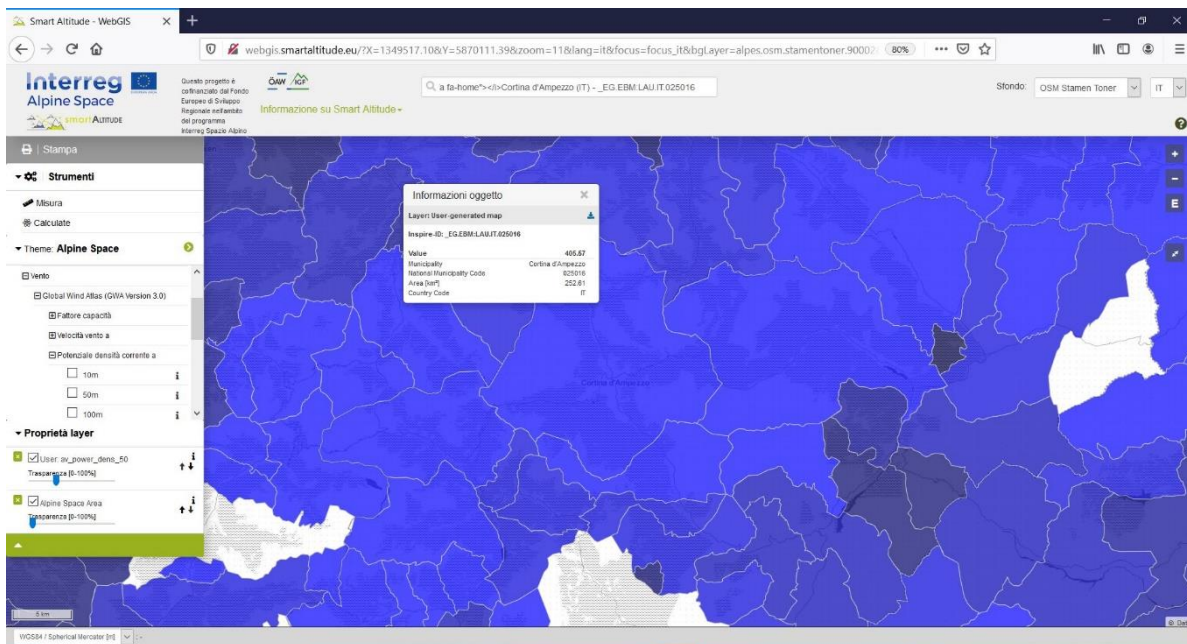 Smart Altitude - WebGIS
webgis.smartaltitude.eu/?X=1349517.10&Y=5870111.39&zoom=11&lang=it&focus=focus_it&bgLayer=alpes.osm.stamentoner.90002
80%
Interreg
Alpine Space
smartALTITUDE
Questo progetto è
cofinanziato dal Fondo
Europeo di Sviluppo
Regionale nell'ambito
del programma
Interreg Spazio Alpino
ÖAW IGF
Informazione su Smart Altitude
a fa-home"></i>Cortina d'Ampezzo (IT) - _EG.EBM:LAU.IT.025016
Sfondo: OSM Stamen Toner
IT
Stampa
Strumenti
Misura
Calculate
Theme: Alpine Space
Vento
Global Wind Atlas (GWA Version 3.0)
Fattore capacità
Velocità vento a
Potenziale densità corrente a
10m
50m
100m
Proprietà layer
User: av_power_dens_50
Trasparenza [0-100%]
Alpine Space Area
Trasparenza [0-100%]
Informazioni oggetto
Layer: User-generated map
Inspire-ID: _EG.EBM:LAU.IT.025016
Value 405.67
Municipality Cortina d'Ampezzo
National Municipality Code 025016
Area [km²] 252.61
Country Code IT
Cortina d'Ampezzo
E
5 km
WGS84 / Spherical Mercator [m]